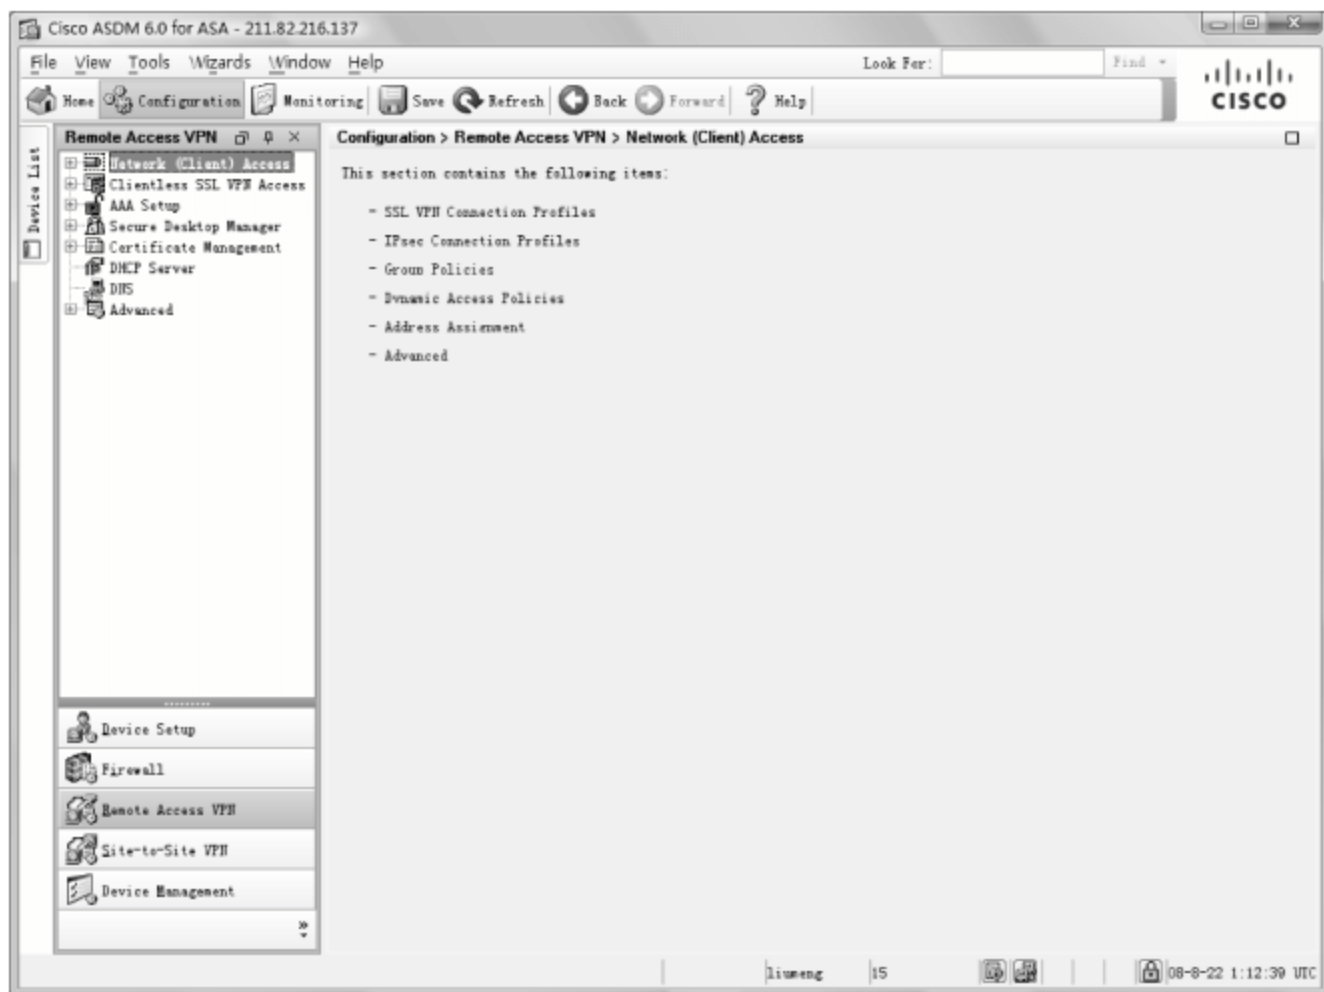 Cisco ASDM 6.0 for ASA - 211.82.216.137
File View Tools Wizards Window Help Look For: Find
Home Configuration Monitoring Save Refresh Back Forward Help
CISCO
Device List
Remote Access VPN
Network (Client) Access
Clientless SSL VPN Access
AAA Setup
Secure Desktop Manager
Certificate Management
DHCP Server
DNS
Advanced
Configuration > Remote Access VPN > Network (Client) Access
This section contains the following items:
- SSL VPN Connection Profiles
- IPsec Connection Profiles
- Group Policies
- Dynamic Access Policies
- Address Assignment
- Advanced
Device Setup
Firewall
Remote Access VPN
Site-to-Site VPN
Device Management
liumeng 15 08-8-22 1:12:39 UTC